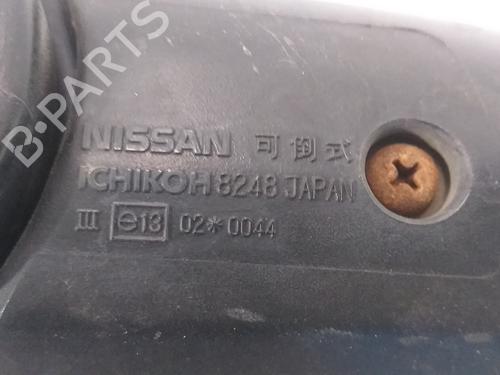 B-PARTS
NISSAN 可倒式
ICHIKOH 8248 JAPAN
III e13 02*0044